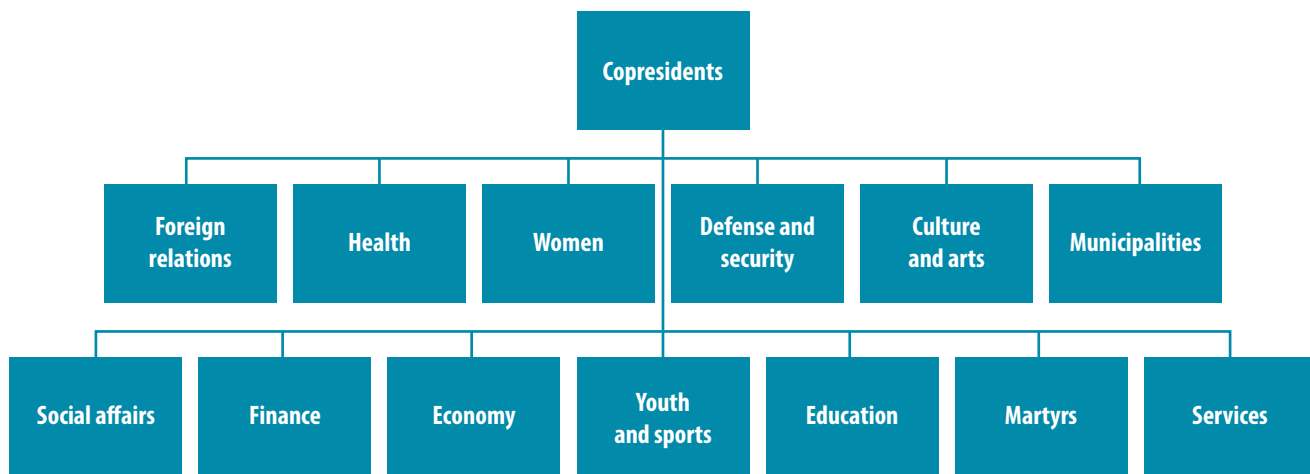 Copresidents
Foreign
relations
Health
Women
Defense and
security
Culture
and arts
Municipalities
Social affairs
Finance
Economy
Youth
and sports
Education
Martyrs
Services